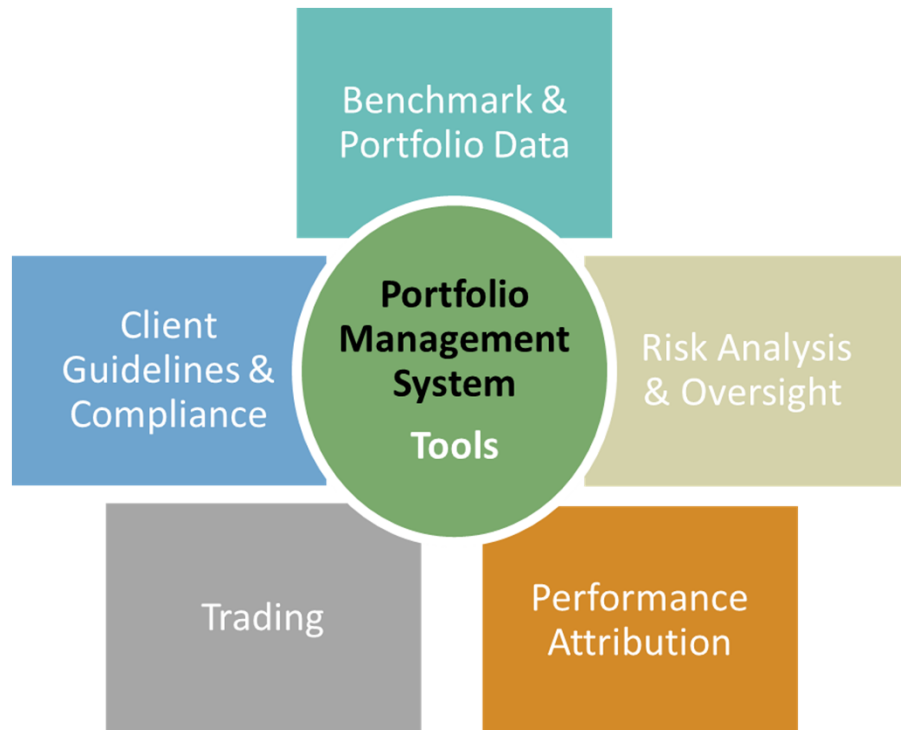 Benchmark &
Portfolio Data
Client
Guidelines &
Compliance
Portfolio
Management
System
Tools
Risk Analysis
& Oversight
Trading
Performance
Attribution